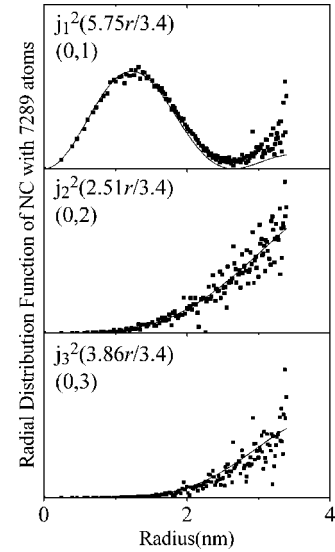 Radial Distribution Function of NC with 7289 atoms
j₁²(5.75r/3.4)
(0,1)
j₂²(2.51r/3.4)
(0,2)
j₃²(3.86r/3.4)
(0,3)
0 2 4
Radius(nm)